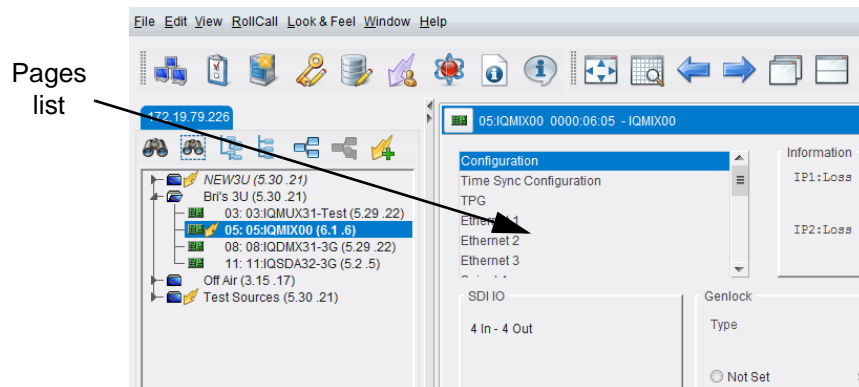 File Edit View RollCall Look & Feel Window Help
Pages
list
172.19.79.226
NEW3U (5.30 .21)
Bri's 3U (5.30 .21)
03: 03:IQMUX31-Test (5.29 .22)
05: 05:IQMIX00 (6.1 .6)
08: 08:IQDMX31-3G (5.29 .22)
11: 11:IQSDA32-3G (5.2 .5)
Off Air (3.15 .17)
Test Sources (5.30 .21)
05:IQMIX00 0000:06:05 - IQMIX00
Configuration
Time Sync Configuration
TPG
Ethernet 1
Ethernet 2
Ethernet 3
Information
IP1:Loss
IP2:Loss
SDI IO
4 In - 4 Out
Genlock
Type
Not Set